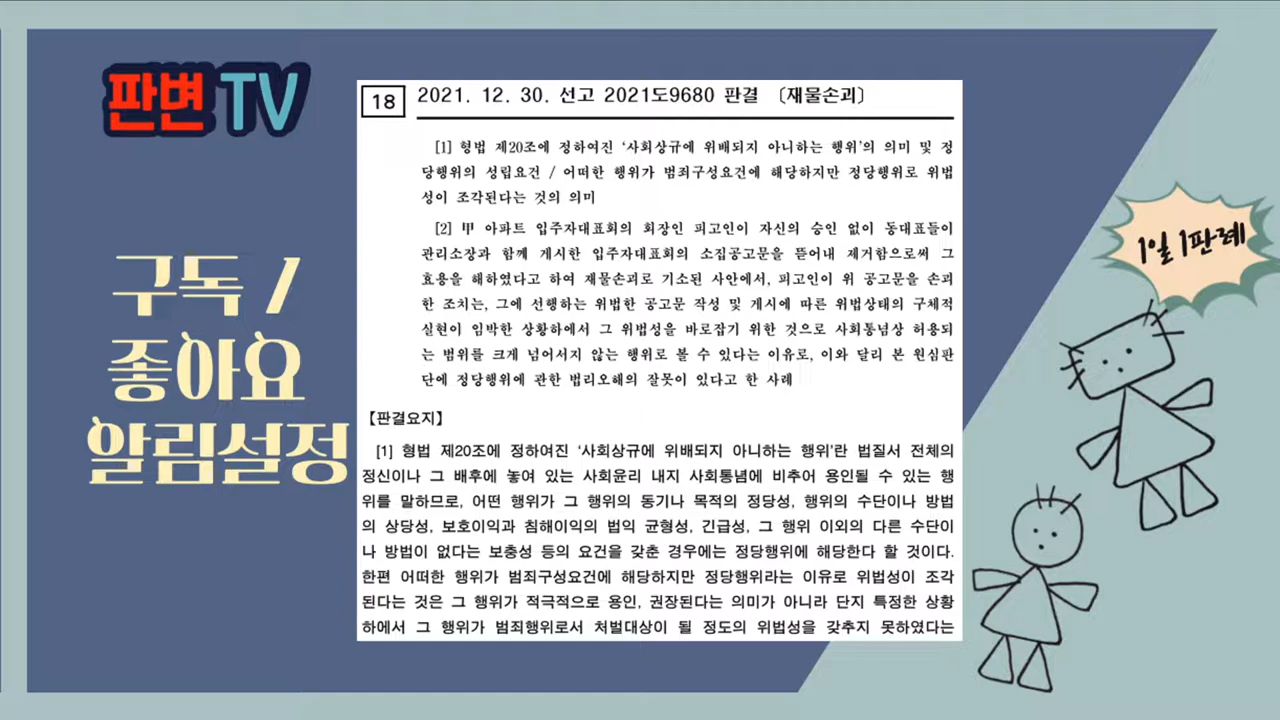 판변 TV
구독 /
좋아요
알림설정
18 2021. 12. 30. 선고 2021도9680 판결 〔재물손괴〕
[1] 형법 제20조에 정하여진 ‘사회상규에 위배되지 아니하는 행위’의 의미 및 정
당행위의 성립요건 / 어떠한 행위가 범죄구성요건에 해당하지만 정당행위로 위법
성이 조각된다는 것의 의미
[2] 甲 아파트 입주자대표회의 회장인 피고인이 자신의 승인 없이 동대표들이
관리소장과 함께 게시한 입주자대표회의 소집공고문을 뜯어내 제거함으로써 그
효용을 해하였다고 하여 재물손괴로 기소된 사안에서, 피고인이 위 공고문을 손괴
한 조치는, 그에 선행하는 위법한 공고문 작성 및 게시에 따른 위법상태의 구체적
실현이 임박한 상황하에서 그 위법성을 바로잡기 위한 것으로 사회통념상 허용되
는 범위를 크게 넘어서지 않는 행위로 볼 수 있다는 이유로, 이와 달리 본 원심판
단에 정당행위에 관한 법리오해의 잘못이 있다고 한 사례
【판결요지】
[1] 형법 제20조에 정하여진 ‘사회상규에 위배되지 아니하는 행위’란 법질서 전체의
정신이나 그 배후에 놓여 있는 사회윤리 내지 사회통념에 비추어 용인될 수 있는 행
위를 말하므로, 어떤 행위가 그 행위의 동기나 목적의 정당성, 행위의 수단이나 방법
의 상당성, 보호이익과 침해이익의 법익 균형성, 긴급성, 그 행위 이외의 다른 수단이
나 방법이 없다는 보충성 등의 요건을 갖춘 경우에는 정당행위에 해당한다 할 것이다.
한편 어떠한 행위가 범죄구성요건에 해당하지만 정당행위라는 이유로 위법성이 조각
된다는 것은 그 행위가 적극적으로 용인, 권장된다는 의미가 아니라 단지 특정한 상황
하에서 그 행위가 범죄행위로서 처벌대상이 될 정도의 위법성을 갖추지 못하였다는
1일 1판례